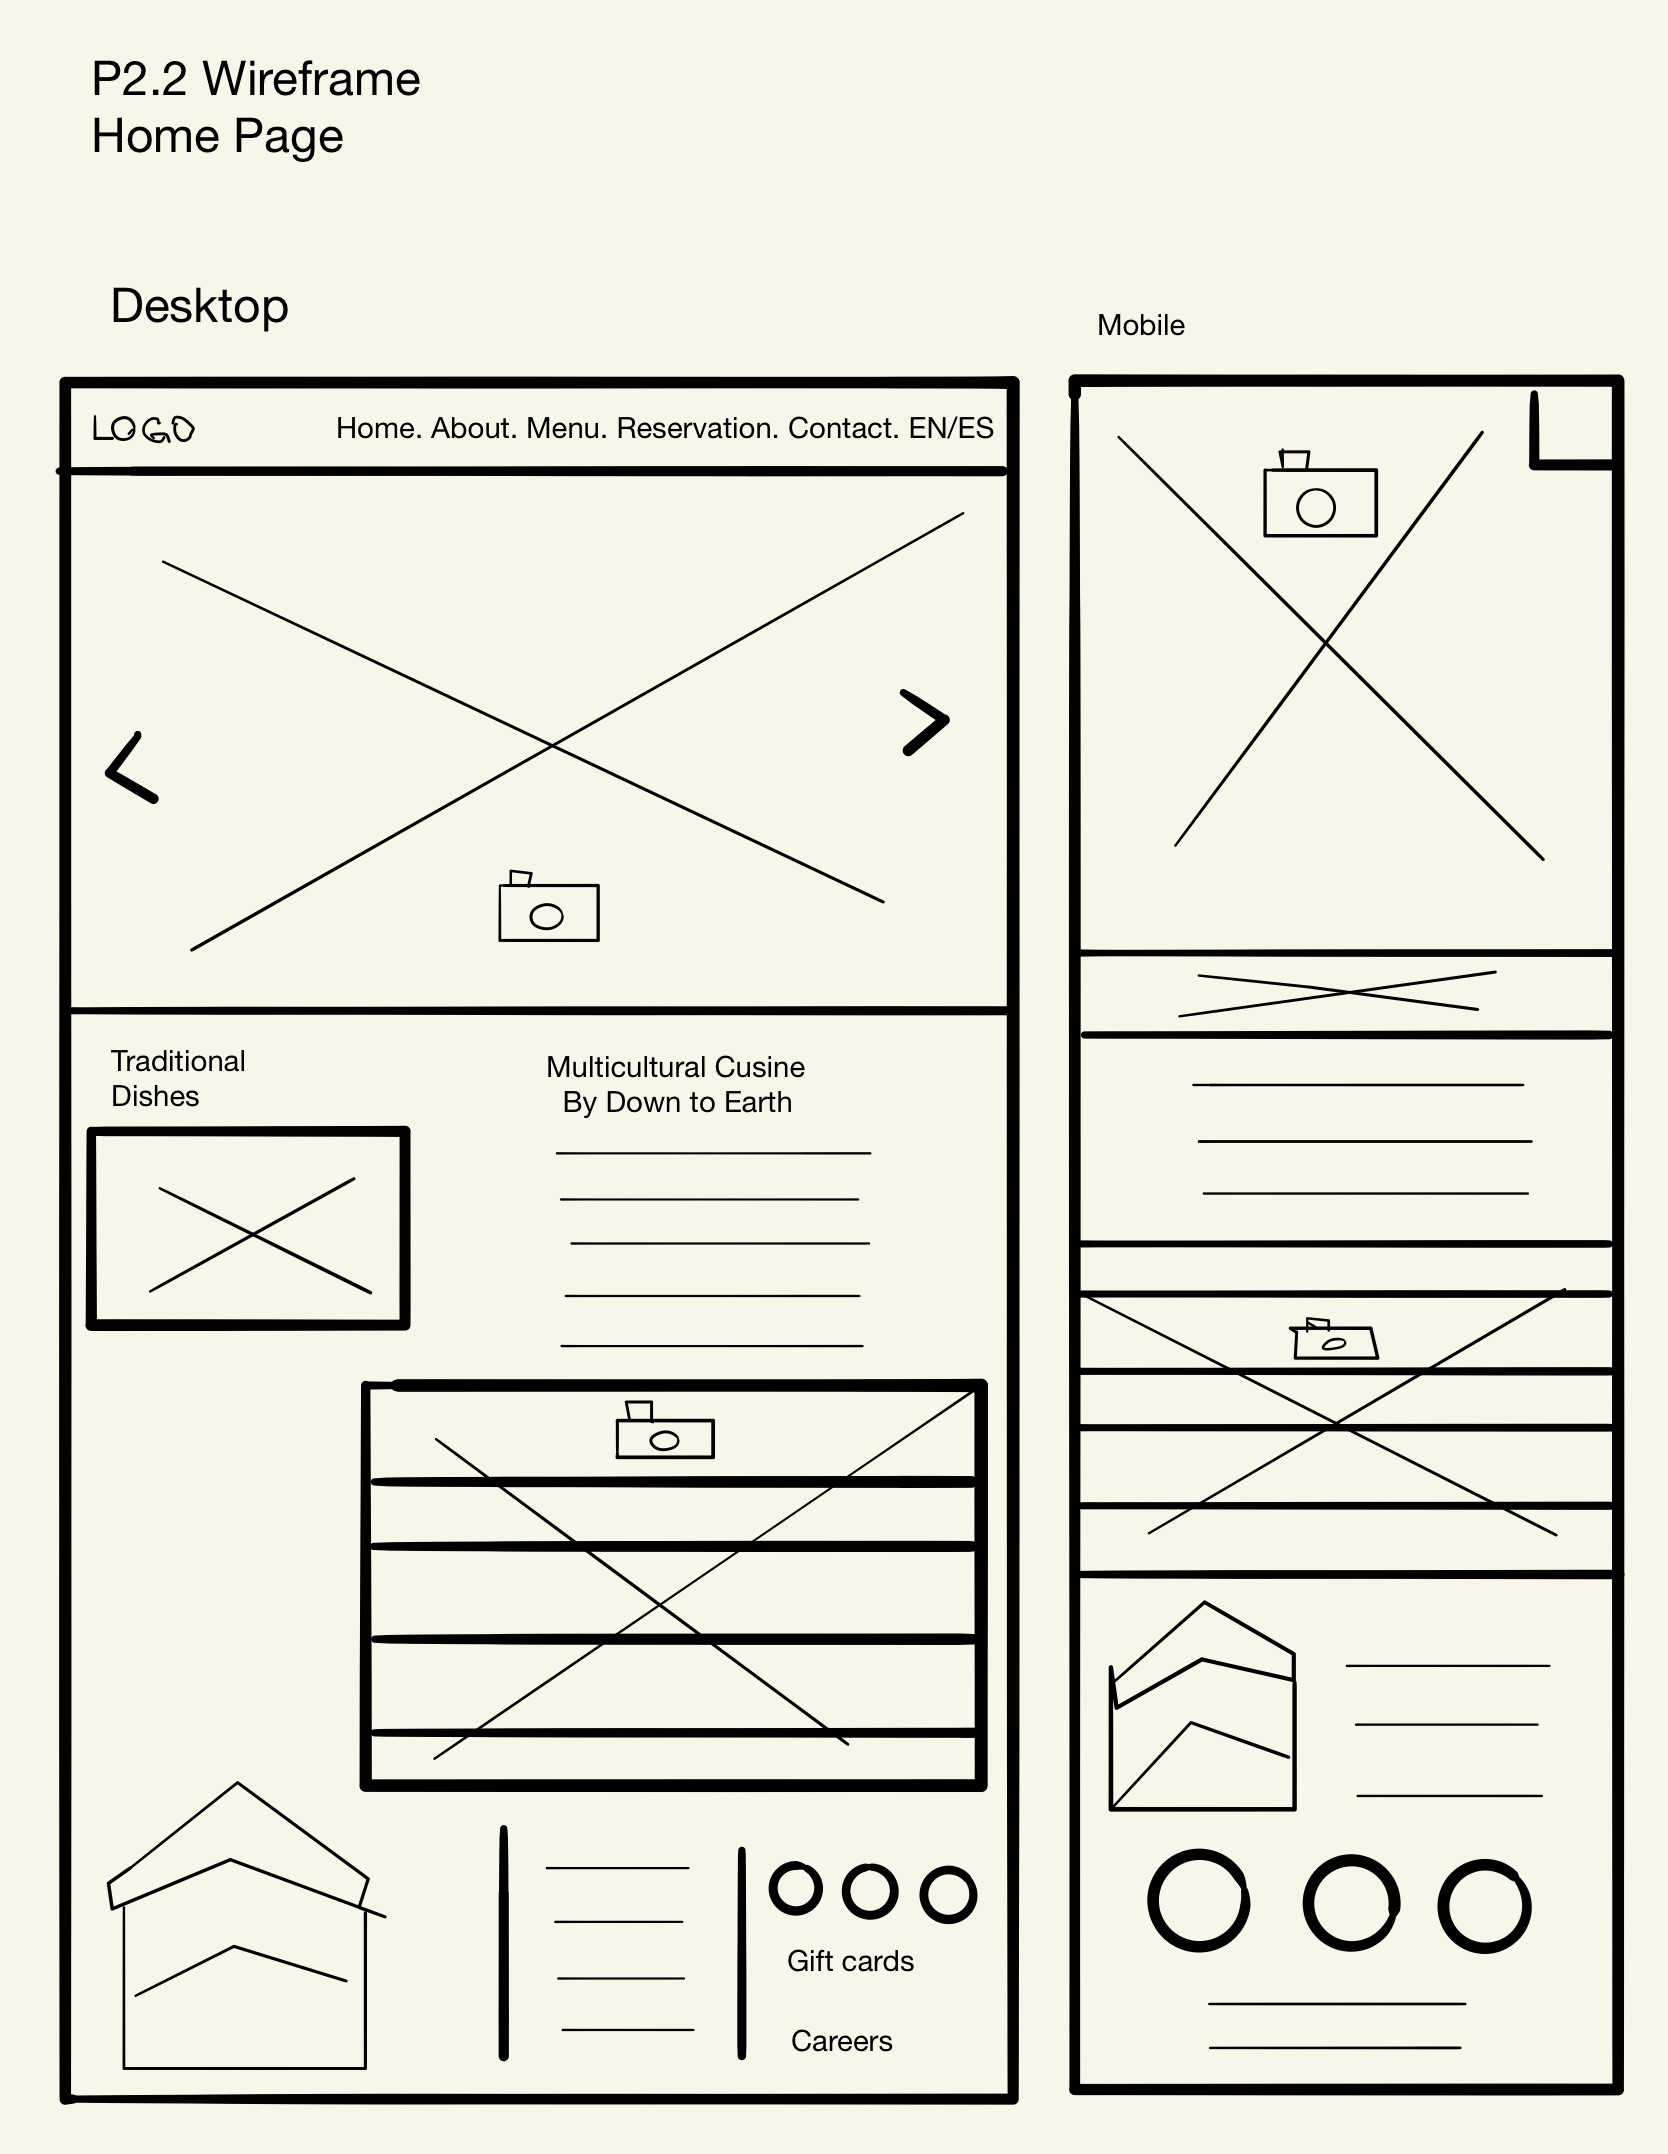 P2.2 Wireframe
Home Page
Desktop
Mobile
LOGO
Home. About. Menu. Reservation. Contact. EN/ES
Traditional
Dishes
Multicultural Cusine
By Down to Earth
Gift cards
Careers